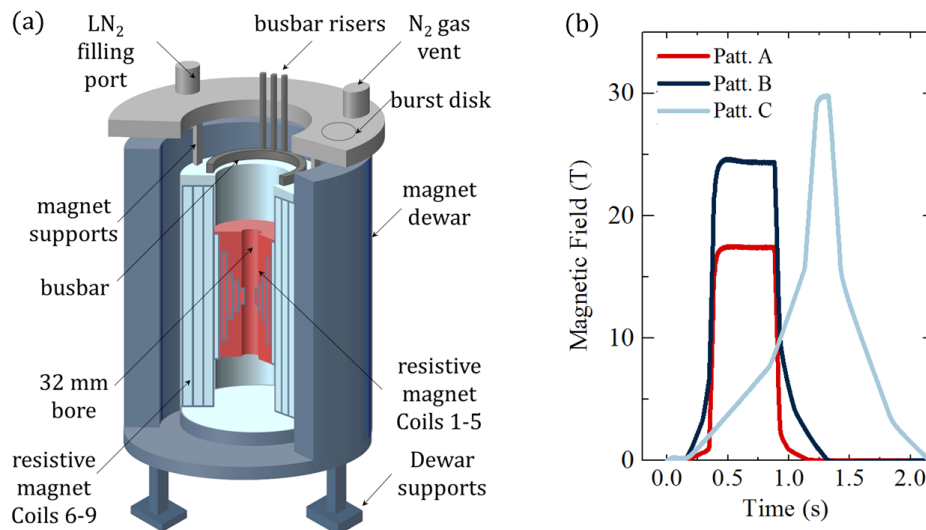 (a)
LN2
filling
port
busbar risers
N2 gas
vent
burst disk
magnet
supports
magnet
dewar
busbar
32 mm
bore
resistive
magnet
Coils 1-5
resistive
magnet
Coils 6-9
Dewar
supports
(b)
Patt. A
Patt. B
Patt. C
Magnetic Field (T)
30
20
10
0
0.0 0.5 1.0 1.5 2.0
Time (s)